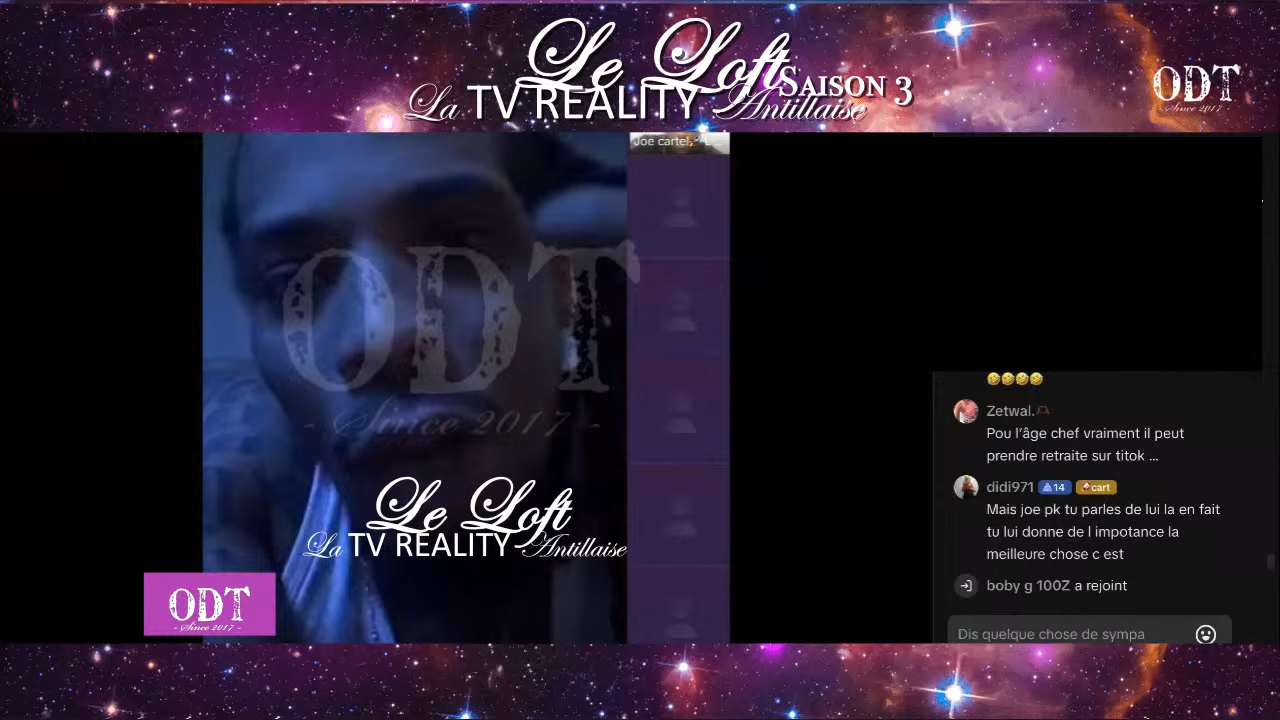 Le Loft
SAISON 3
La TV REALITY Antillaise
ODT
Since 2017
Joe cartel
ODT
- Since 2017 -
Le Loft
La TV REALITY Antillaise
ODT
- Since 2017 -
🤣🤣🤣🤣
Zetwal.
Pou l'âge chef vraiment il peut
prendre retraite sur titok ...
didi971 14 cart
Mais joe pk tu parles de lui la en fait
tu lui donne de l impotance la
meilleure chose c est
boby g 100Z a rejoint
Dis quelque chose de sympa